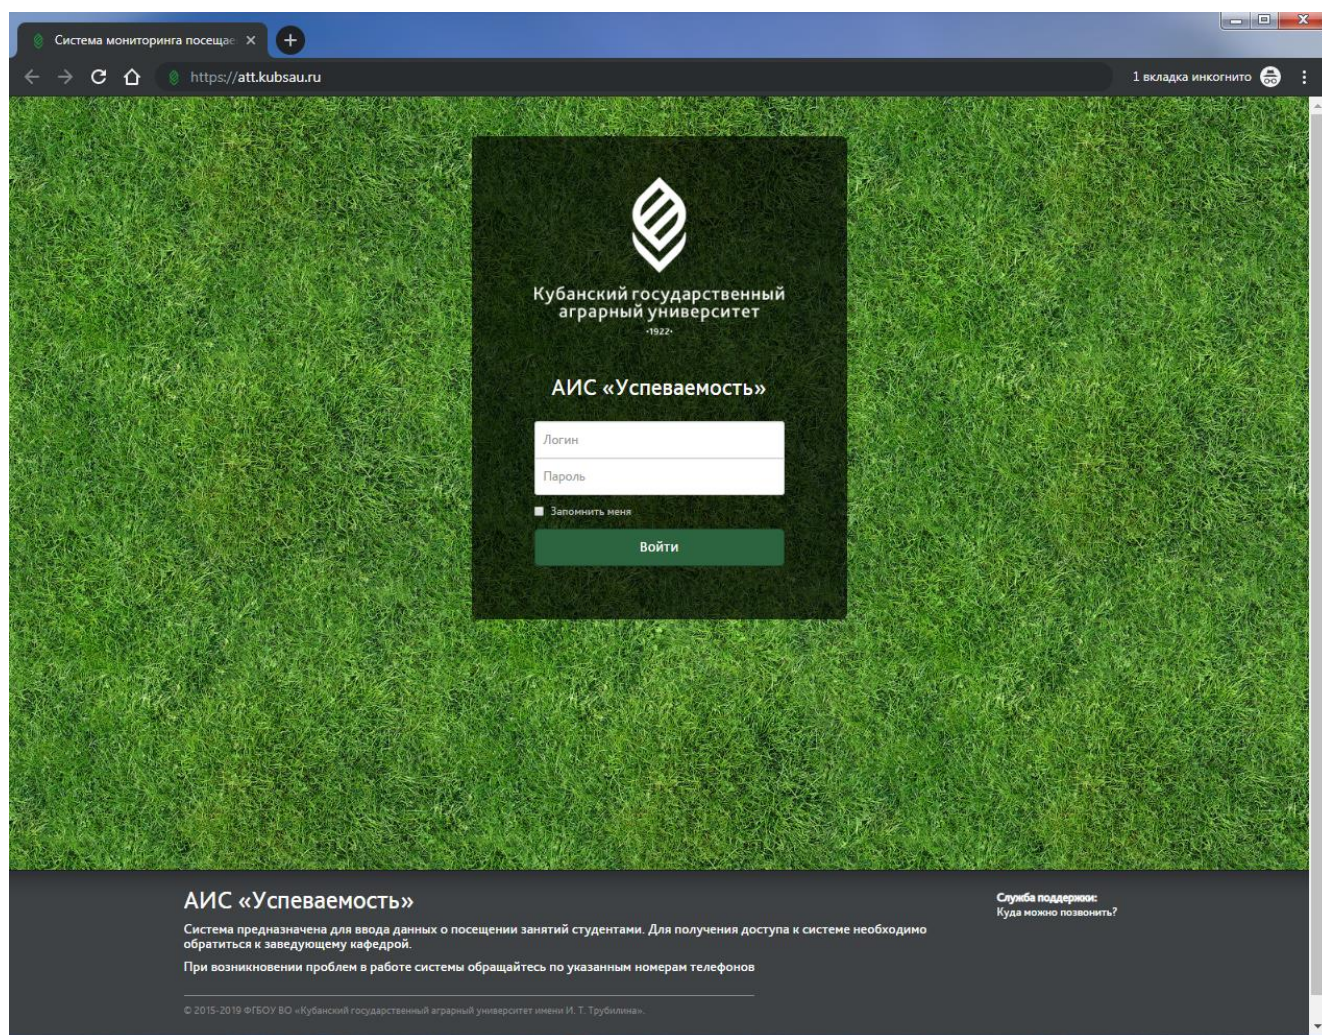 Система мониторинга посещае
https://att.kubsau.ru
1 вкладка инкогнито
Кубанский государственный
аграрный университет
·1922·
АИС «Успеваемость»
Логин
Пароль
Запомнить меня
Войти
АИС «Успеваемость»
Система предназначена для ввода данных о посещении занятий студентами. Для получения доступа к системе необходимо
обратиться к заведующему кафедрой.
При возникновении проблем в работе системы обращайтесь по указанным номерам телефонов
© 2015-2019 ФГБОУ ВО «Кубанский государственный аграрный университет имени И. Т. Трубилина».
Служба поддержки:
Куда можно позвонить?